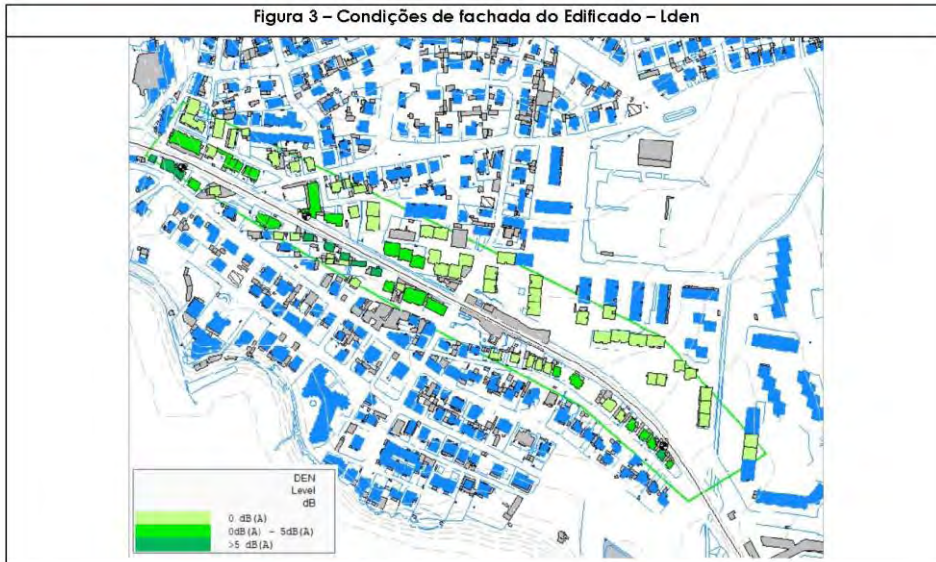 Figura 3 – Condições de fachada do Edificado – Lden
DEN
Level
dB
0 dB(A)
0dB(A) - 5dB(A)
>5 dB(A)